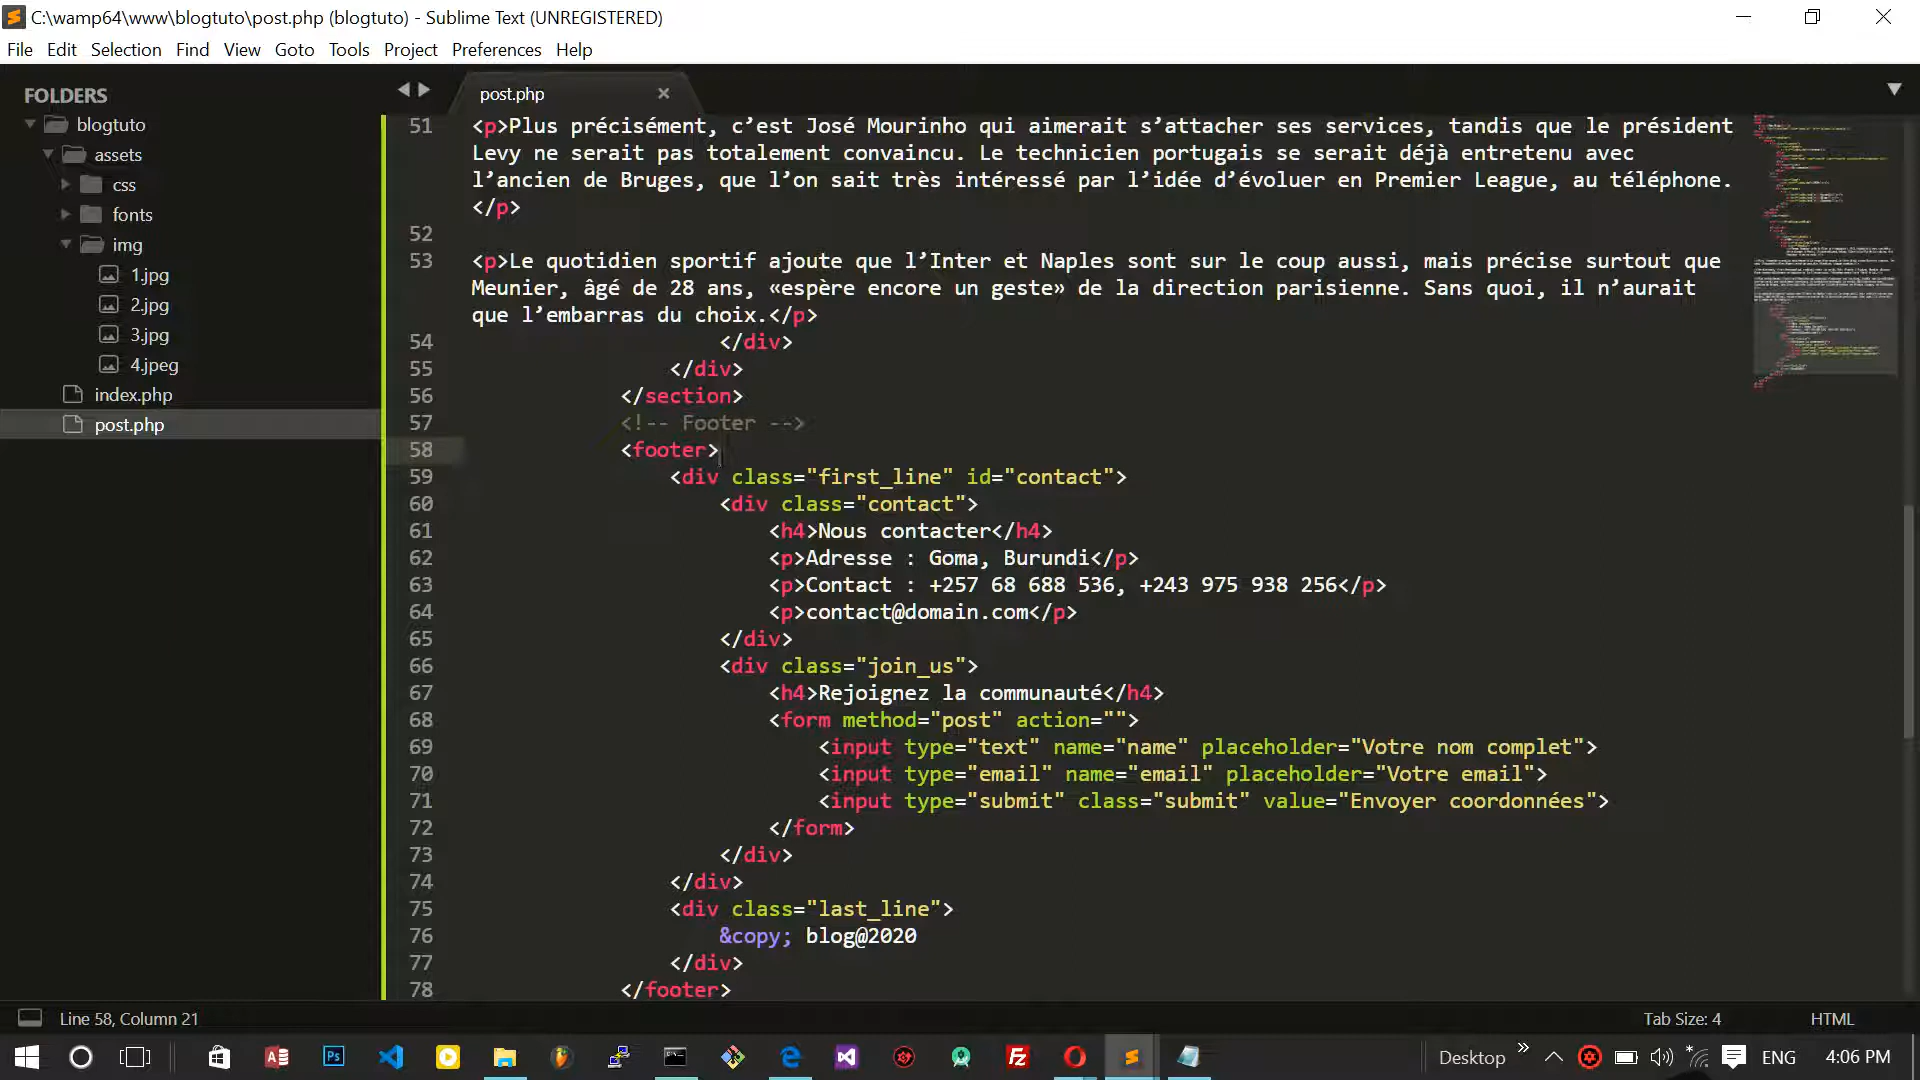 C:\wamp64\www\blogtuto\post.php (blogtuto) - Sublime Text (UNREGISTERED)
File Edit Selection Find View Goto Tools Project Preferences Help
FOLDERS
blogtuto
assets
css
fonts
img
1.jpg
2.jpg
3.jpg
4.jpeg
index.php
post.php
post.php
51 <p>Plus précisément, c’est José Mourinho qui aimerait s’attacher ses services, tandis que le président
Levy ne serait pas totalement convaincu. Le technicien portugais se serait déjà entretenu avec
l’ancien de Bruges, que l’on sait très intéressé par l’idée d’évoluer en Premier League, au téléphone.
</p>
52
53 <p>Le quotidien sportif ajoute que l’Inter et Naples sont sur le coup aussi, mais précise surtout que
Meunier, âgé de 28 ans, «espère encore un geste» de la direction parisienne. Sans quoi, il n’aurait
que l’embarras du choix.</p>
54 </div>
55 </div>
56 </section>
57 <!-- Footer -->
58 <footer>
59 <div class="first_line" id="contact">
60 <div class="contact">
61 <h4>Nous contacter</h4>
62 <p>Adresse : Goma, Burundi</p>
63 <p>Contact : +257 68 688 536, +243 975 938 256</p>
64 <p>contact@domain.com</p>
65 </div>
66 <div class="join_us">
67 <h4>Rejoignez la communauté</h4>
68 <form method="post" action="">
69 <input type="text" name="name" placeholder="Votre nom complet">
70 <input type="email" name="email" placeholder="Votre email">
71 <input type="submit" class="submit" value="Envoyer coordonnées">
72 </form>
73 </div>
74 </div>
75 <div class="last_line">
76 &copy; blog@2020
77 </div>
78 </footer>
Line 58, Column 21
Tab Size: 4
HTML
Desktop
ENG
4:06 PM